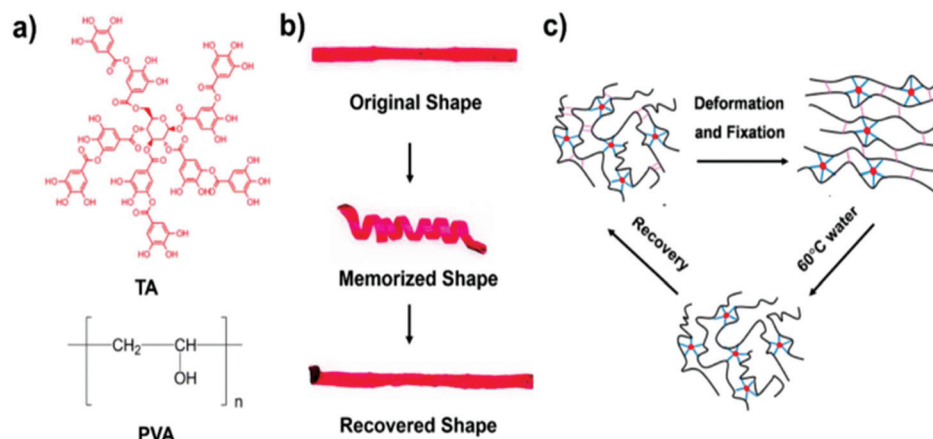 a)
TA
CH2
CH
OH
n
PVA
b)
Original Shape
Memorized Shape
Recovered Shape
c)
Deformation
and Fixation
60°C water
Recovery